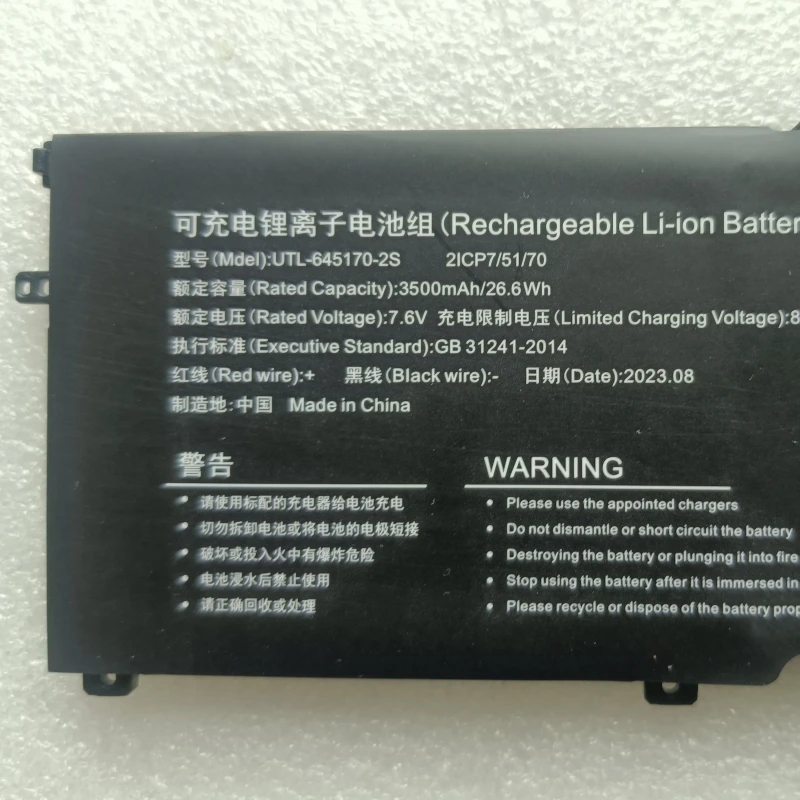 可充电锂离子电池组(Rechargeable Li-ion Batter
型号(Mdel):UTL-645170-2S 2ICP7/51/70
额定容量(Rated Capacity):3500mAh/26.6Wh
额定电压(Rated Voltage):7.6V 充电限制电压(Limited Charging Voltage):8
执行标准(Executive Standard):GB 31241-2014
红线(Red wire):+ 黑线(Black wire):- 日期(Date):2023.08
制造地:中国 Made in China
警告
• 请使用标配的充电器给电池充电
• 切勿拆卸电池或将电池的电极短接
• 破坏或投入火中有爆炸危险
• 电池浸水后禁止使用
• 请正确回收或处理
WARNING
• Please use the appointed chargers
• Do not dismantle or short circuit the battery
• Destroying the battery or plunging it into fire
• Stop using the battery after it is immersed in
• Please recycle or dispose of the battery prop